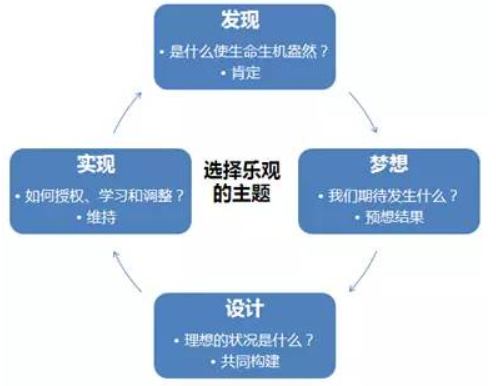 发现
• 是什么使生命生机盎然？
• 肯定
实现
• 如何授权、学习和调整？
• 维持
选择乐观
的主题
梦想
• 我们期待发生什么？
• 预想结果
设计
• 理想的状况是什么？
• 共同构建